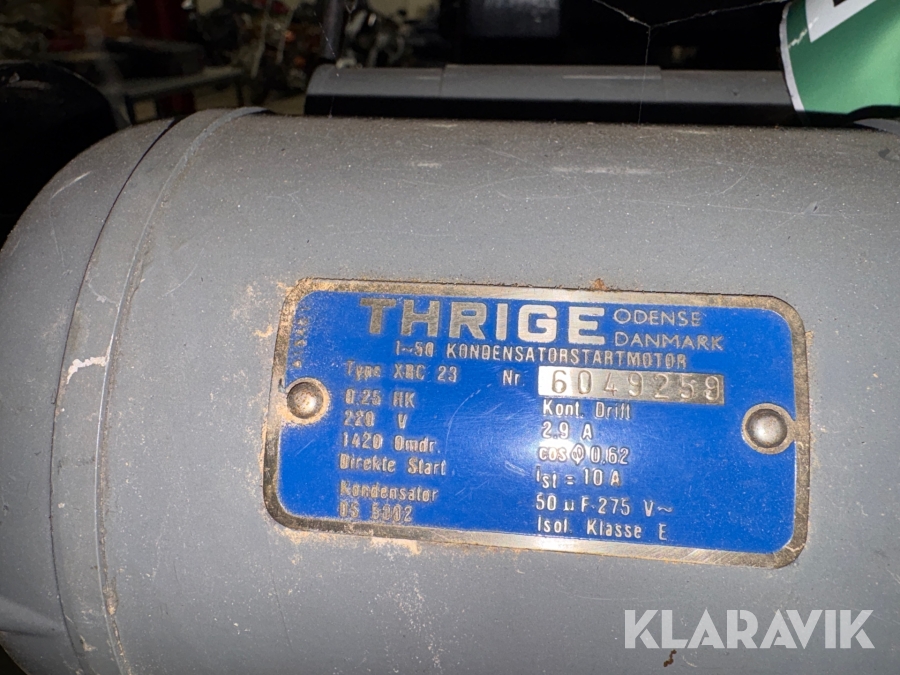 THRIGE
ODENSE
DANMARK
1~50 KONDENSATORSTARTMOTOR
Type XRC 23 Nr 6049259
0,25 HK Kont. Drift
220 V 2.9 A
1420 Omdr. cos φ 0.62
Direkte Start Ist = 10 A
Kondensator 50 µF-275 V~
Isol. Klasse E
KLARAVIK